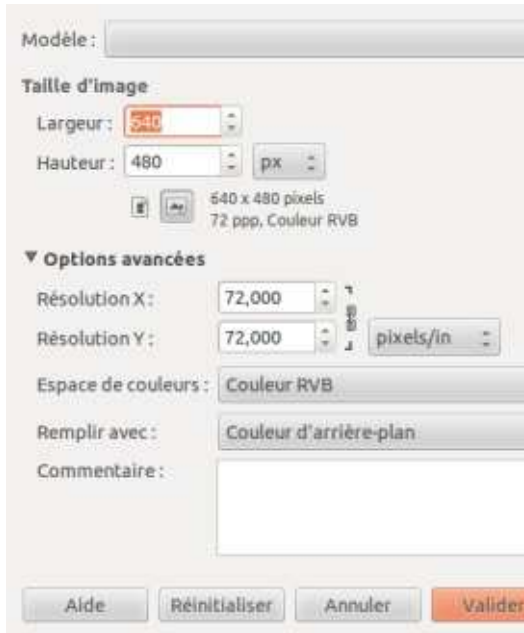 Modèle :
Taille d'image
Largeur : 640
Hauteur : 480 px
640 x 480 pixels
72 ppp, Couleur RVB
Options avancées
Résolution X : 72,000
Résolution Y : 72,000 pixels/in
Espace de couleurs : Couleur RVB
Remplir avec : Couleur d'arrière-plan
Commentaire :
Aide Réinitialiser Annuler Valider